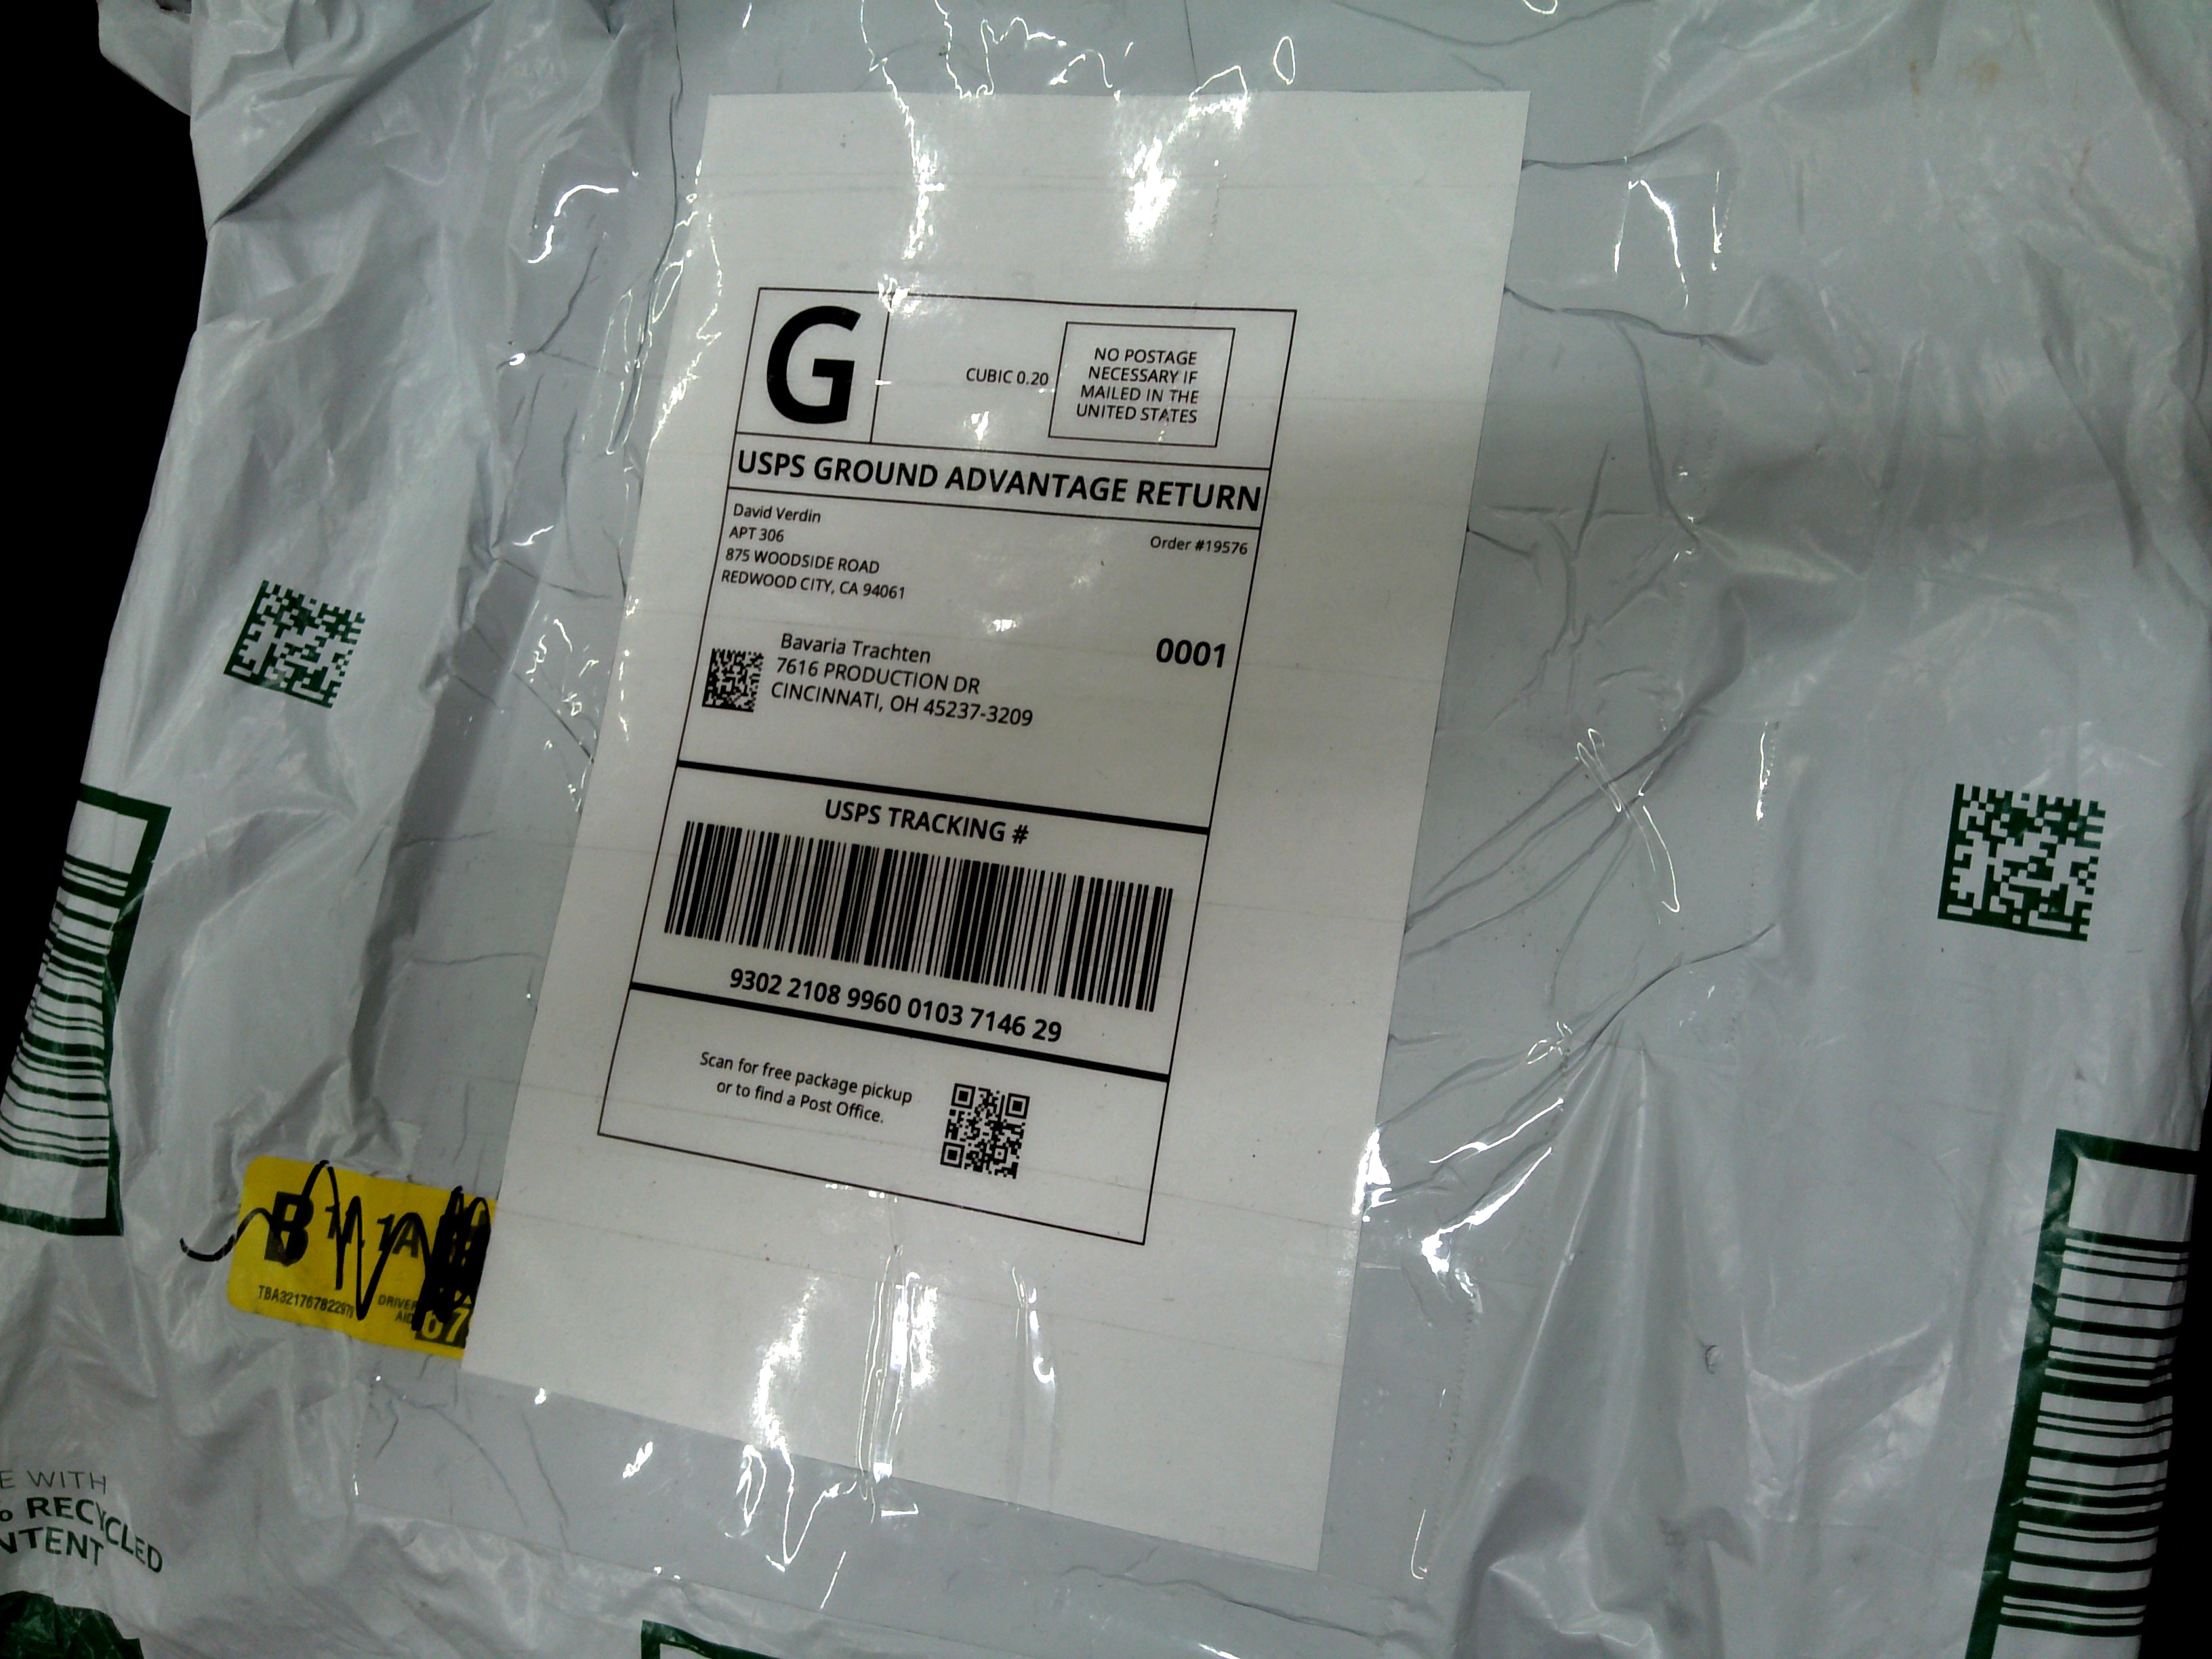 G
CUBIC 0.20
NO POSTAGE
NECESSARY IF
MAILED IN THE
UNITED STATES
USPS GROUND ADVANTAGE RETURN
David Verdin
APT 306
875 WOODSIDE ROAD
REDWOOD CITY, CA 94061
Order #19576
0001
Bavaria Trachten
7616 PRODUCTION DR
CINCINNATI, OH 45237-3209
USPS TRACKING #
9302 2108 9960 0103 7146 29
Scan for free package pickup
or to find a Post Office.
B
DRIVER
67
WITH
RECYCLED